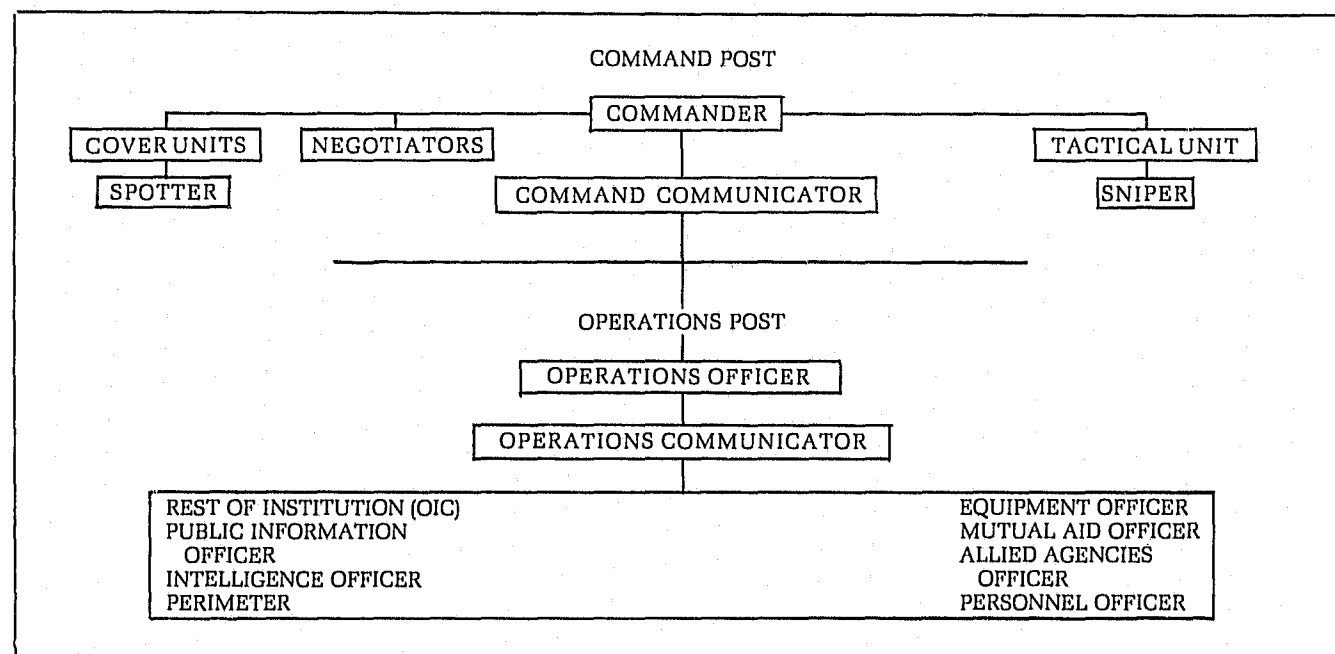 COMMAND POST
COMMANDER
COVER UNITS
NEGOTIATORS
TACTICAL UNIT
SPOTTER
COMMAND COMMUNICATOR
SNIPER
OPERATIONS POST
OPERATIONS OFFICER
OPERATIONS COMMUNICATOR
REST OF INSTITUTION (OIC)
PUBLIC INFORMATION
OFFICER
INTELLIGENCE OFFICER
PERIMETER
EQUIPMENT OFFICER
MUTUAL AID OFFICER
ALLIED AGENCIES
OFFICER
PERSONNEL OFFICER